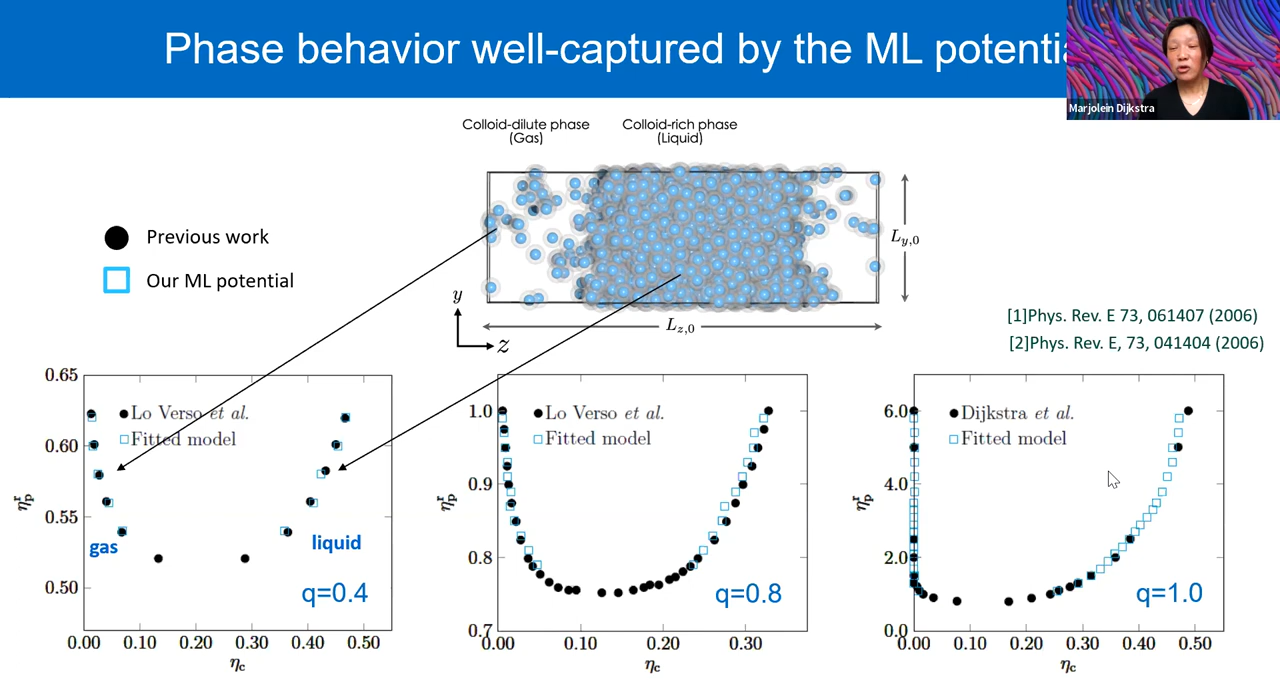 Phase behavior well-captured by the ML potentia
Marjolein Dijkstra
Colloid-dilute phase
(Gas)
Colloid-rich phase
(Liquid)
Previous work
Our ML potential
L_y,0
y
z
L_z,0
[1]Phys. Rev. E 73, 061407 (2006)
[2]Phys. Rev. E, 73, 041404 (2006)
0.65
0.60
0.55
0.50
η_p^r
Lo Verso et al.
Fitted model
gas
liquid
q=0.4
0.00 0.10 0.20 0.30 0.40 0.50
η_c
1.0
0.9
0.8
0.7
η_p^r
Lo Verso et al.
Fitted model
q=0.8
0.00 0.10 0.20 0.30
η_c
6.0
4.0
2.0
0.0
η_p^r
Dijkstra et al.
Fitted model
q=1.0
0.00 0.10 0.20 0.30 0.40 0.50
η_c